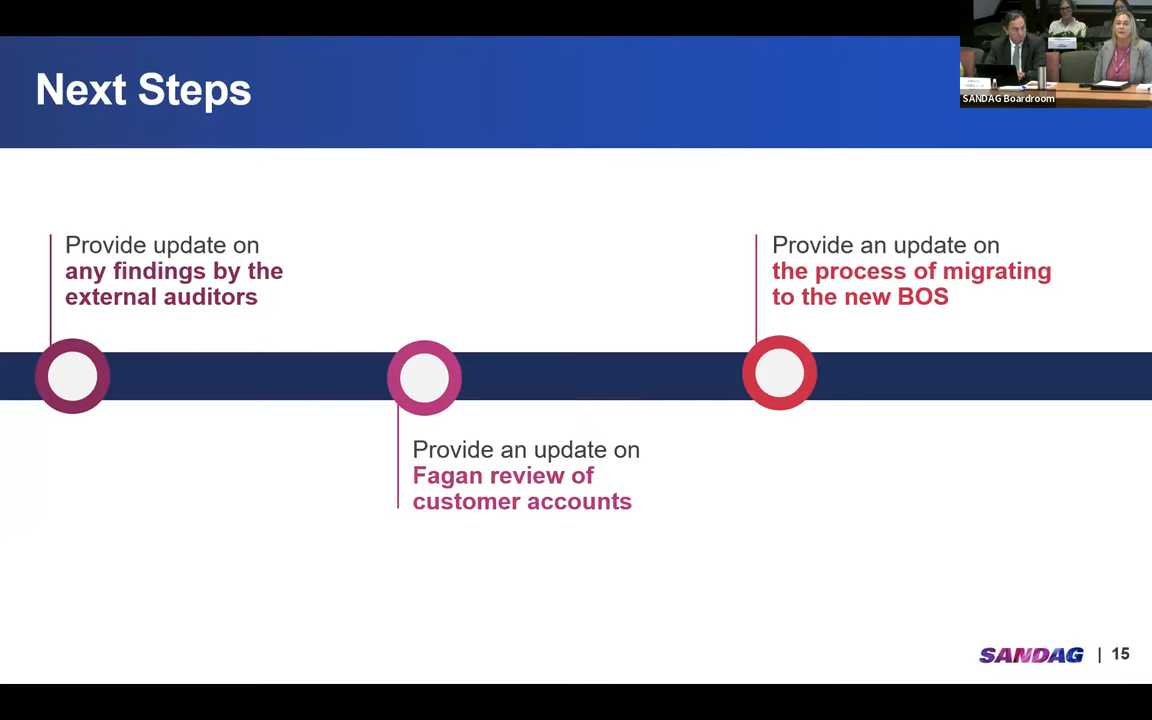 Next Steps
SANDAG Boardroom
Provide update on
any findings by the
external auditors
Provide an update on
the process of migrating
to the new BOS
Provide an update on
Fagan review of
customer accounts
SANDAG | 15